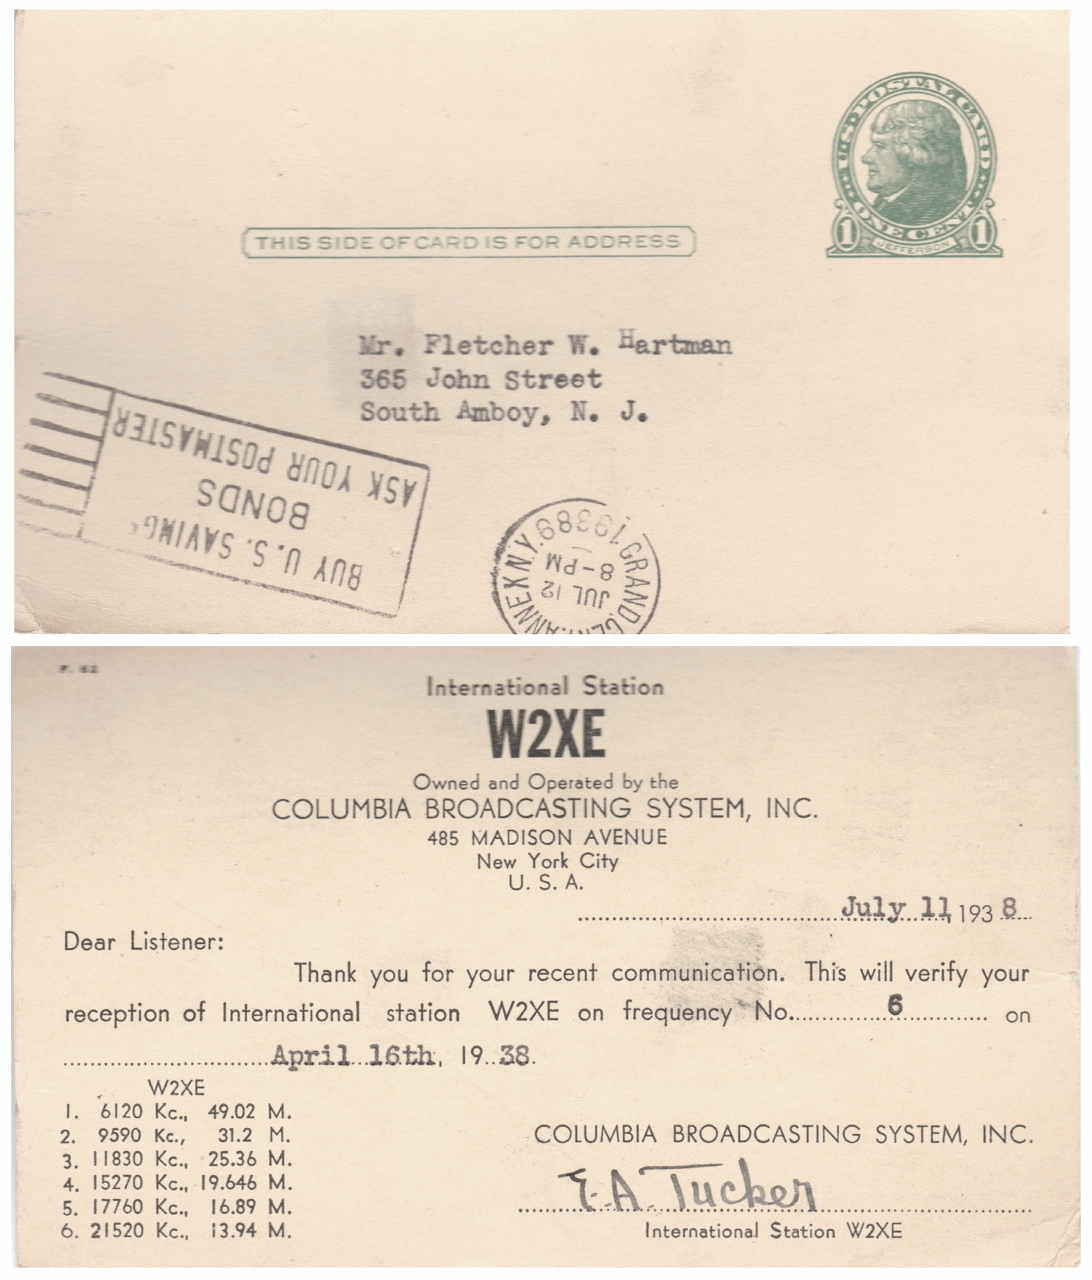 U.S. POSTAL CARD
1 ONE CENT 1
JEFFERSON
THIS SIDE OF CARD IS FOR ADDRESS
Mr. Fletcher W. Hartman
365 John Street
South Amboy, N. J.
BUY U.S. SAVINGS
BONDS
ASK YOUR POSTMASTER
GRAND CENT. ANNEX N.Y.
JUL 12
8-PM
1938
F. 62
International Station
W2XE
Owned and Operated by the
COLUMBIA BROADCASTING SYSTEM, INC.
485 MADISON AVENUE
New York City
U. S. A.
July 11, 1938
Dear Listener:
Thank you for your recent communication. This will verify your
reception of International station W2XE on frequency No. 6 on
April 16th, 19 38.
W2XE
1. 6120 Kc., 49.02 M.
2. 9590 Kc., 31.2 M.
3. 11830 Kc., 25.36 M.
4. 15270 Kc., 19.646 M.
5. 17760 Kc., 16.89 M.
6. 21520 Kc., 13.94 M.
COLUMBIA BROADCASTING SYSTEM, INC.
E. A. Tucker
International Station W2XE